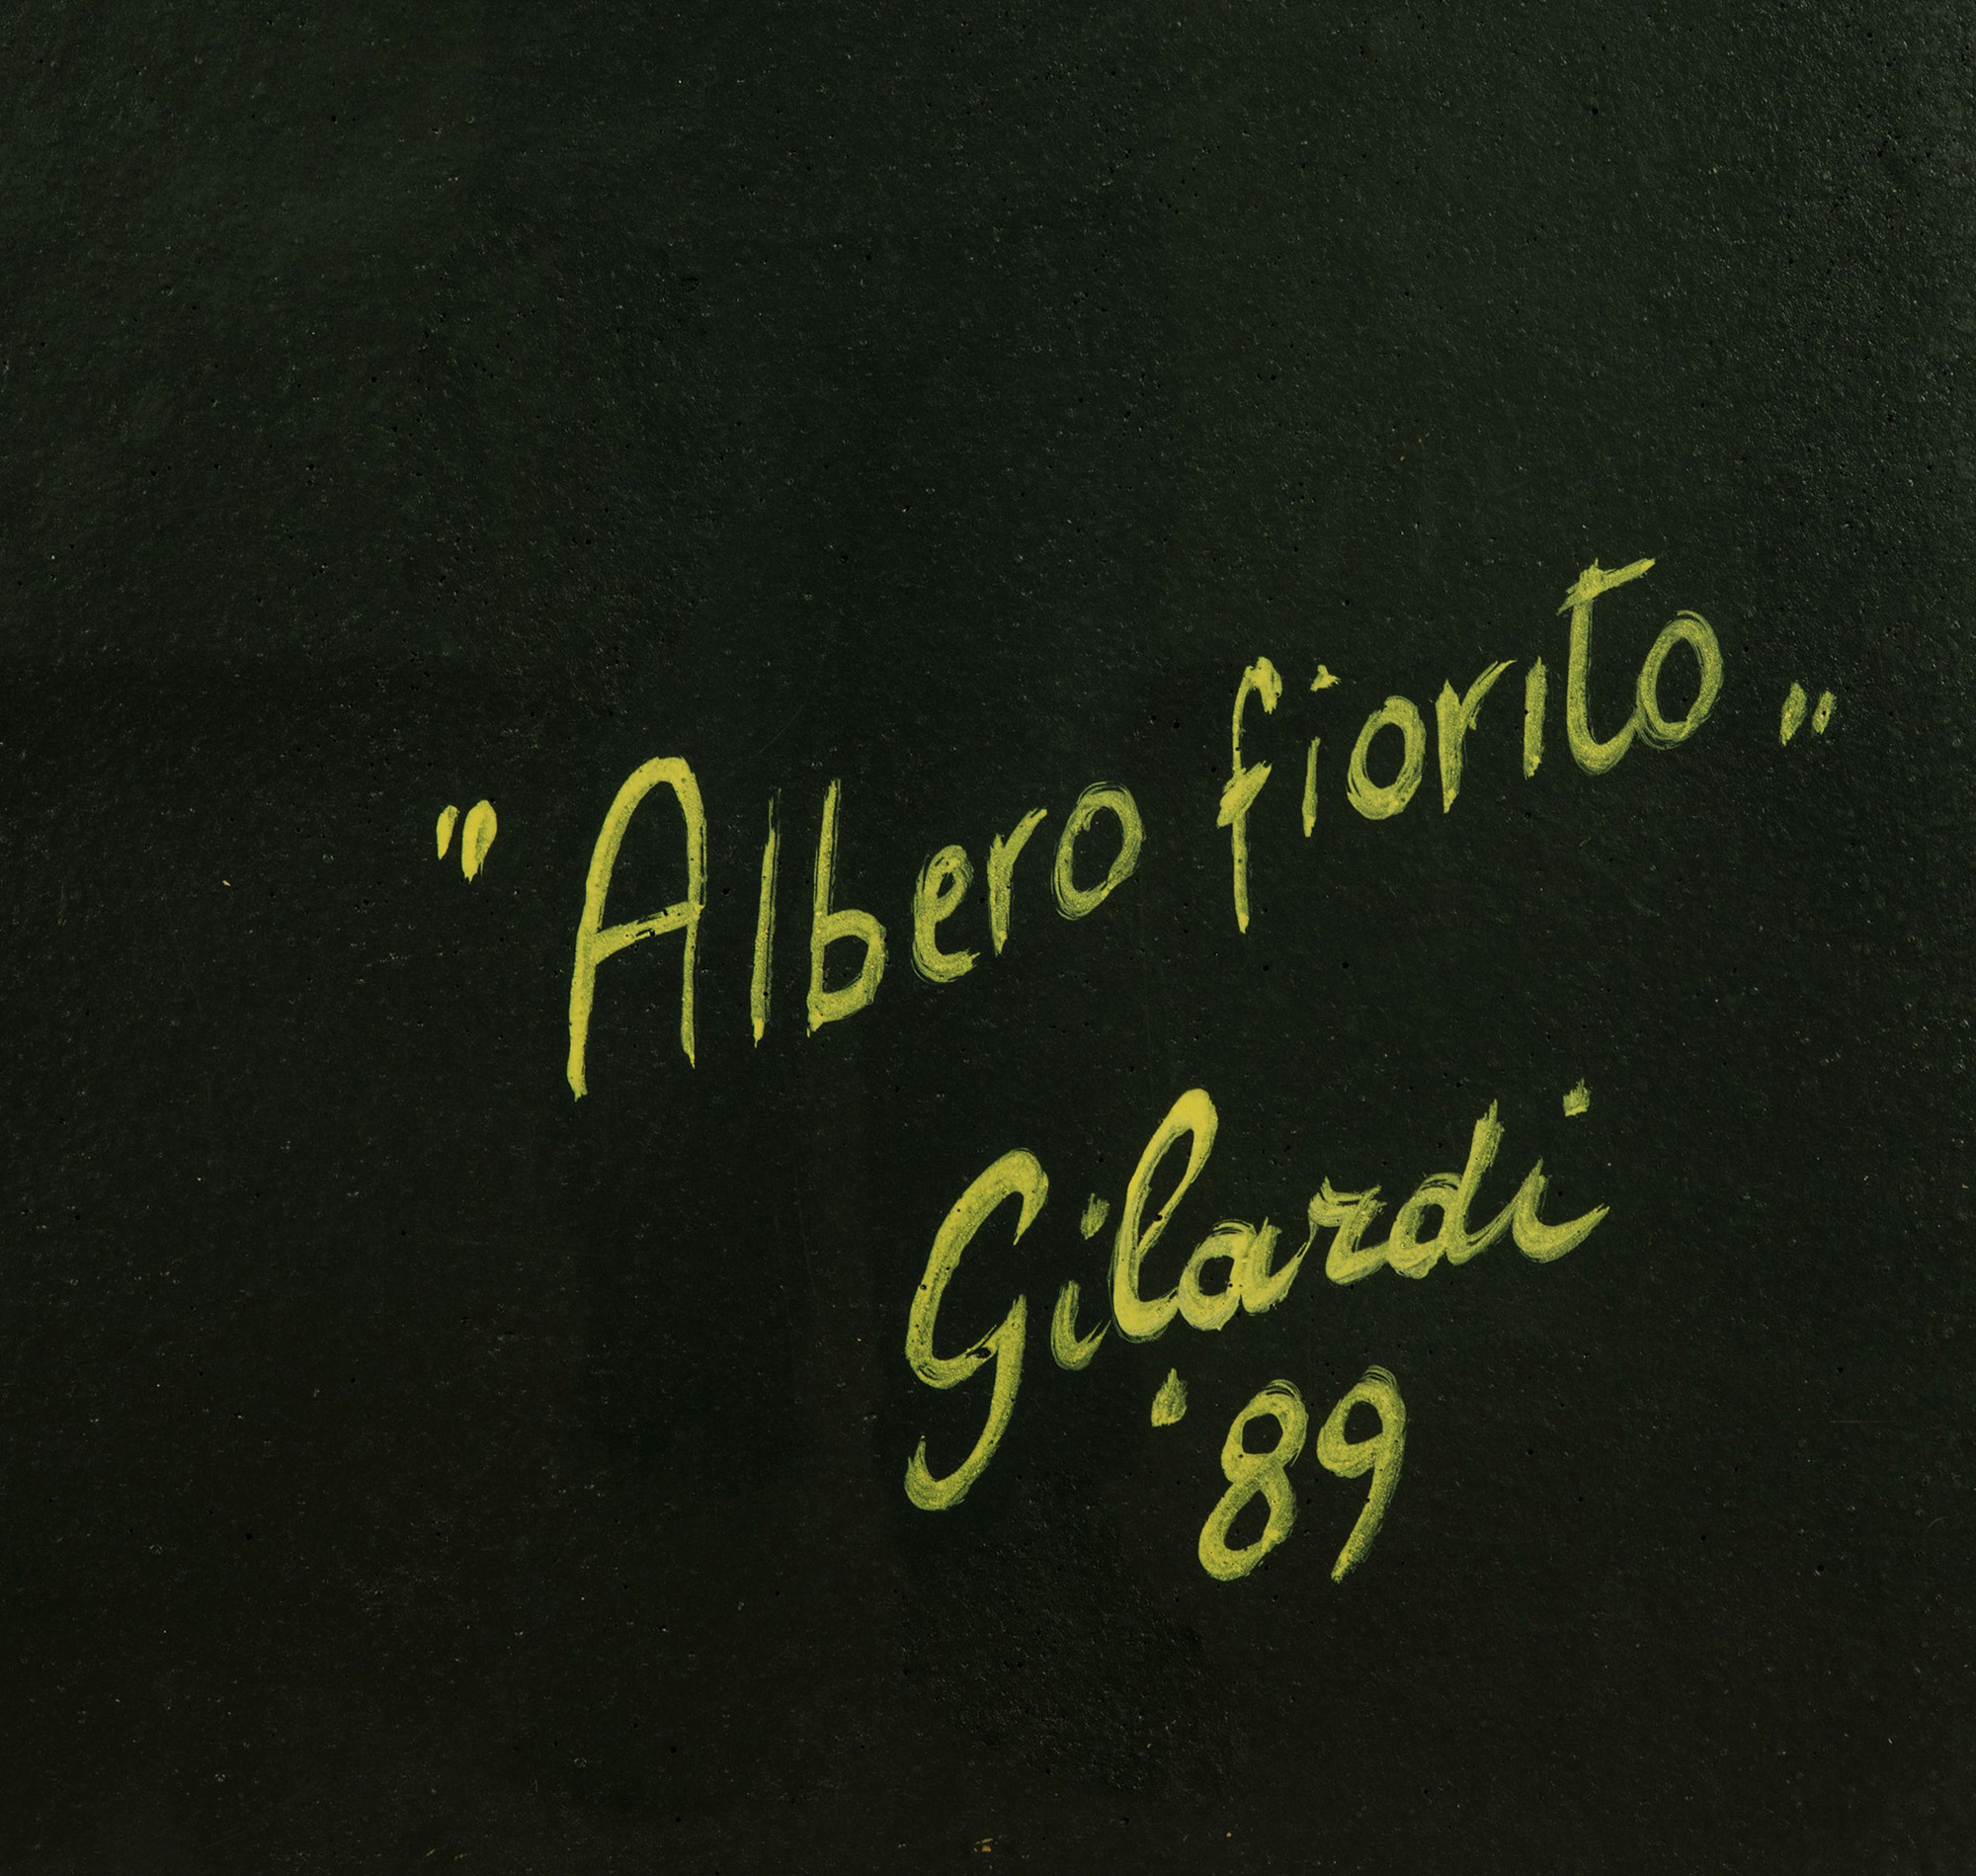 "Albero fiorito„
Gilardi
'89